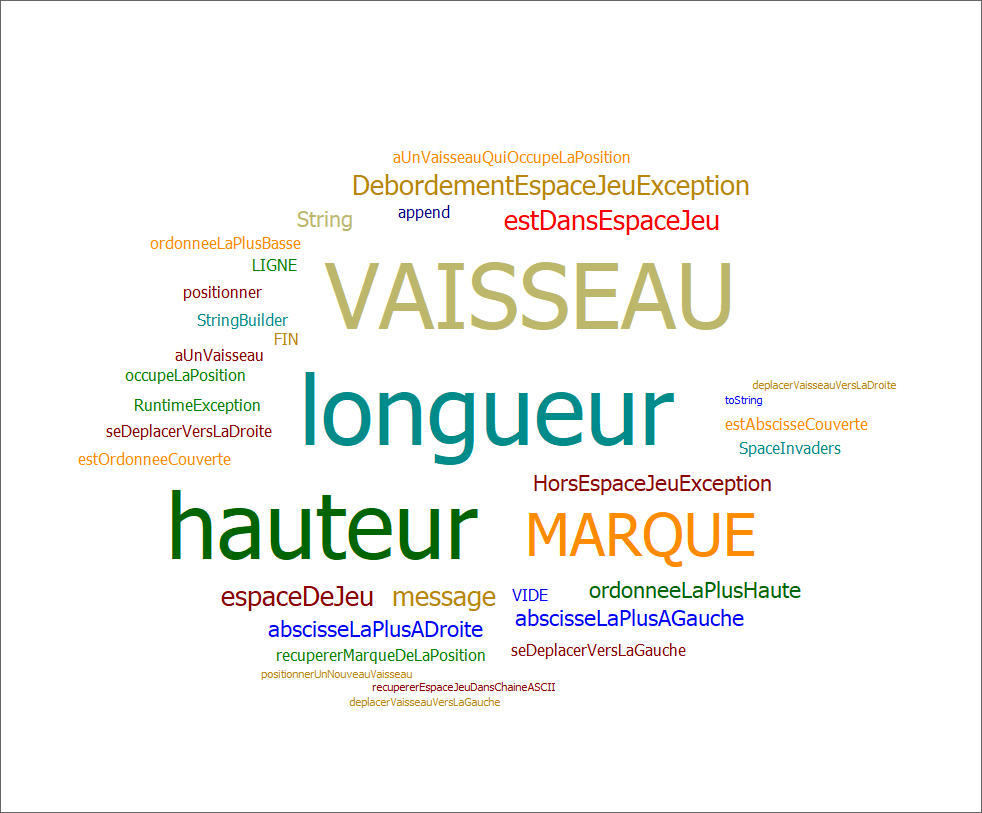 aUnVaisseauQuiOccupeLaPosition
DebordementEspaceJeuException
String append estDansEspaceJeu
ordonneeLaPlusBasse
LIGNE
VAISSEAU
positionner
StringBuilder
FIN
aUnVaisseau
occupeLaPosition
deplacerVaisseauVersLaDroite
toString
RuntimeException
longueur
estAbscisseCouverte
seDeplacerVersLaDroite
SpaceInvaders
estOrdonneeCouverte
HorsEspaceJeuException
hauteur MARQUE
espaceDeJeu message VIDE ordonneeLaPlusHaute
abscisseLaPlusADroite abscisseLaPlusAGauche
recupererMarqueDeLaPosition seDeplacerVersLaGauche
positionnerUnNouveauVaisseau
recupererEspaceJeuDansChaineASCII
deplacerVaisseauVersLaGauche